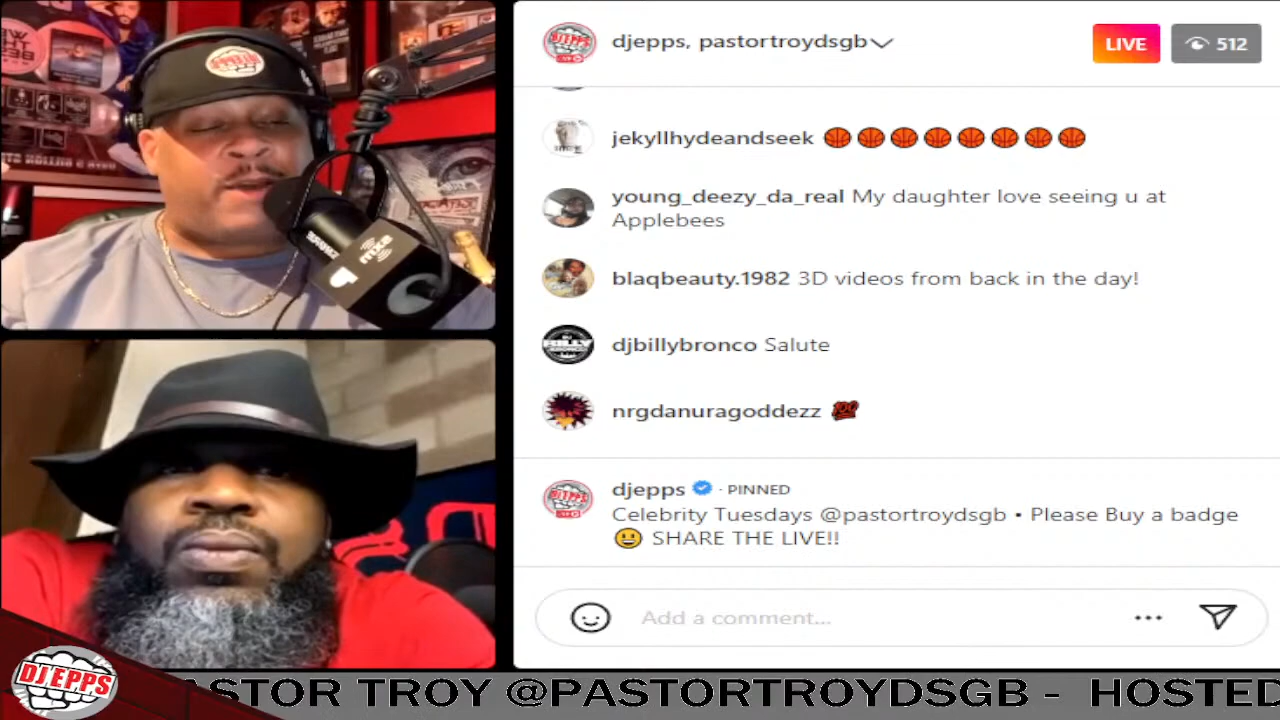 djepps, pastortroydsgb
LIVE
512
jekyllhydeandseek 🏀🏀🏀🏀🏀🏀🏀🏀
young_deezy_da_real My daughter love seeing u at
Applebees
blaqbeauty.1982 3D videos from back in the day!
djbillybronco Salute
nrgdanuragoddezz 💯
djepps · PINNED
Celebrity Tuesdays @pastortroydsgb • Please Buy a badge
😀 SHARE THE LIVE!!
Add a comment...
DJ EPPS
PASTOR TROY @PASTORTROYDSGB - HOSTED